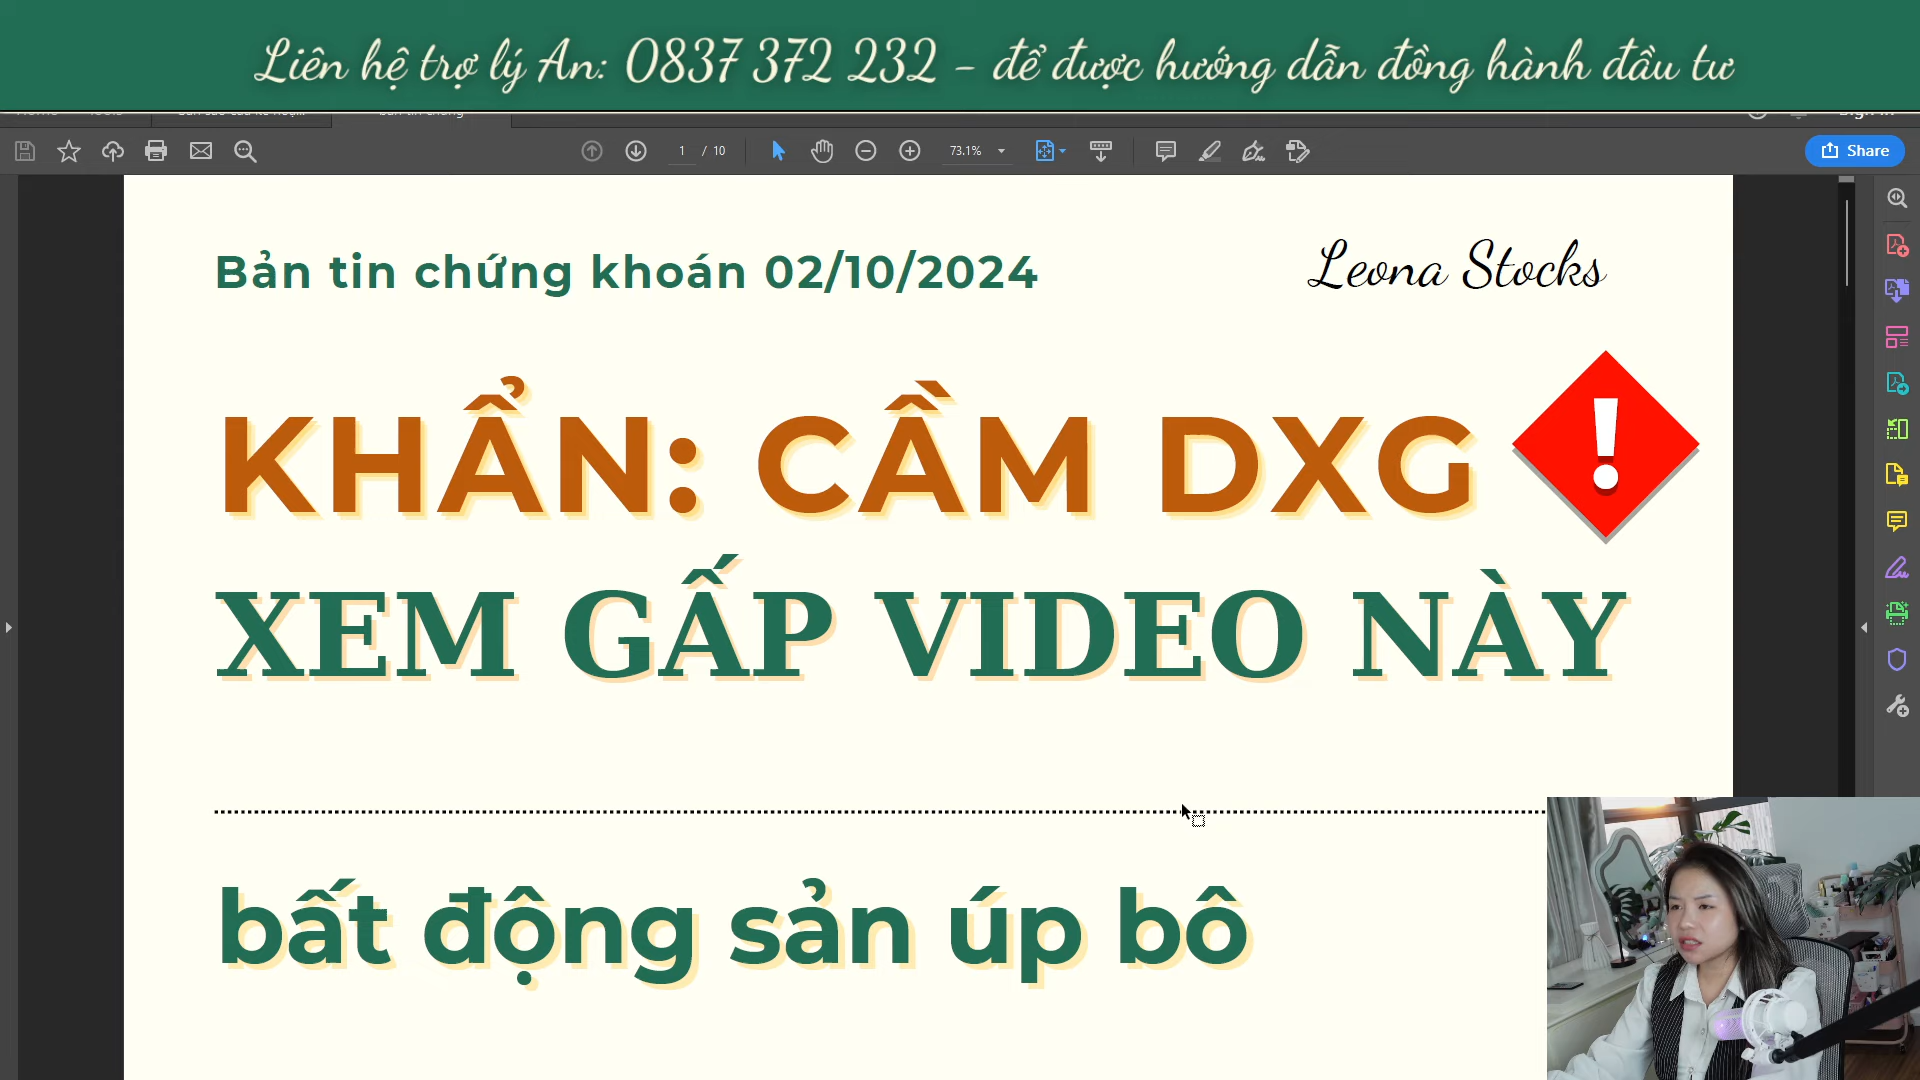 Liên hệ trợ lý An: 0837 372 232 - để được hướng dẫn đồng hành đầu tư
1 / 10
73.1%
Share
Bản tin chứng khoán 02/10/2024
Leona Stocks
KHẨN: CẦM DXG
!
XEM GẤP VIDEO NÀY
bất động sản úp bô